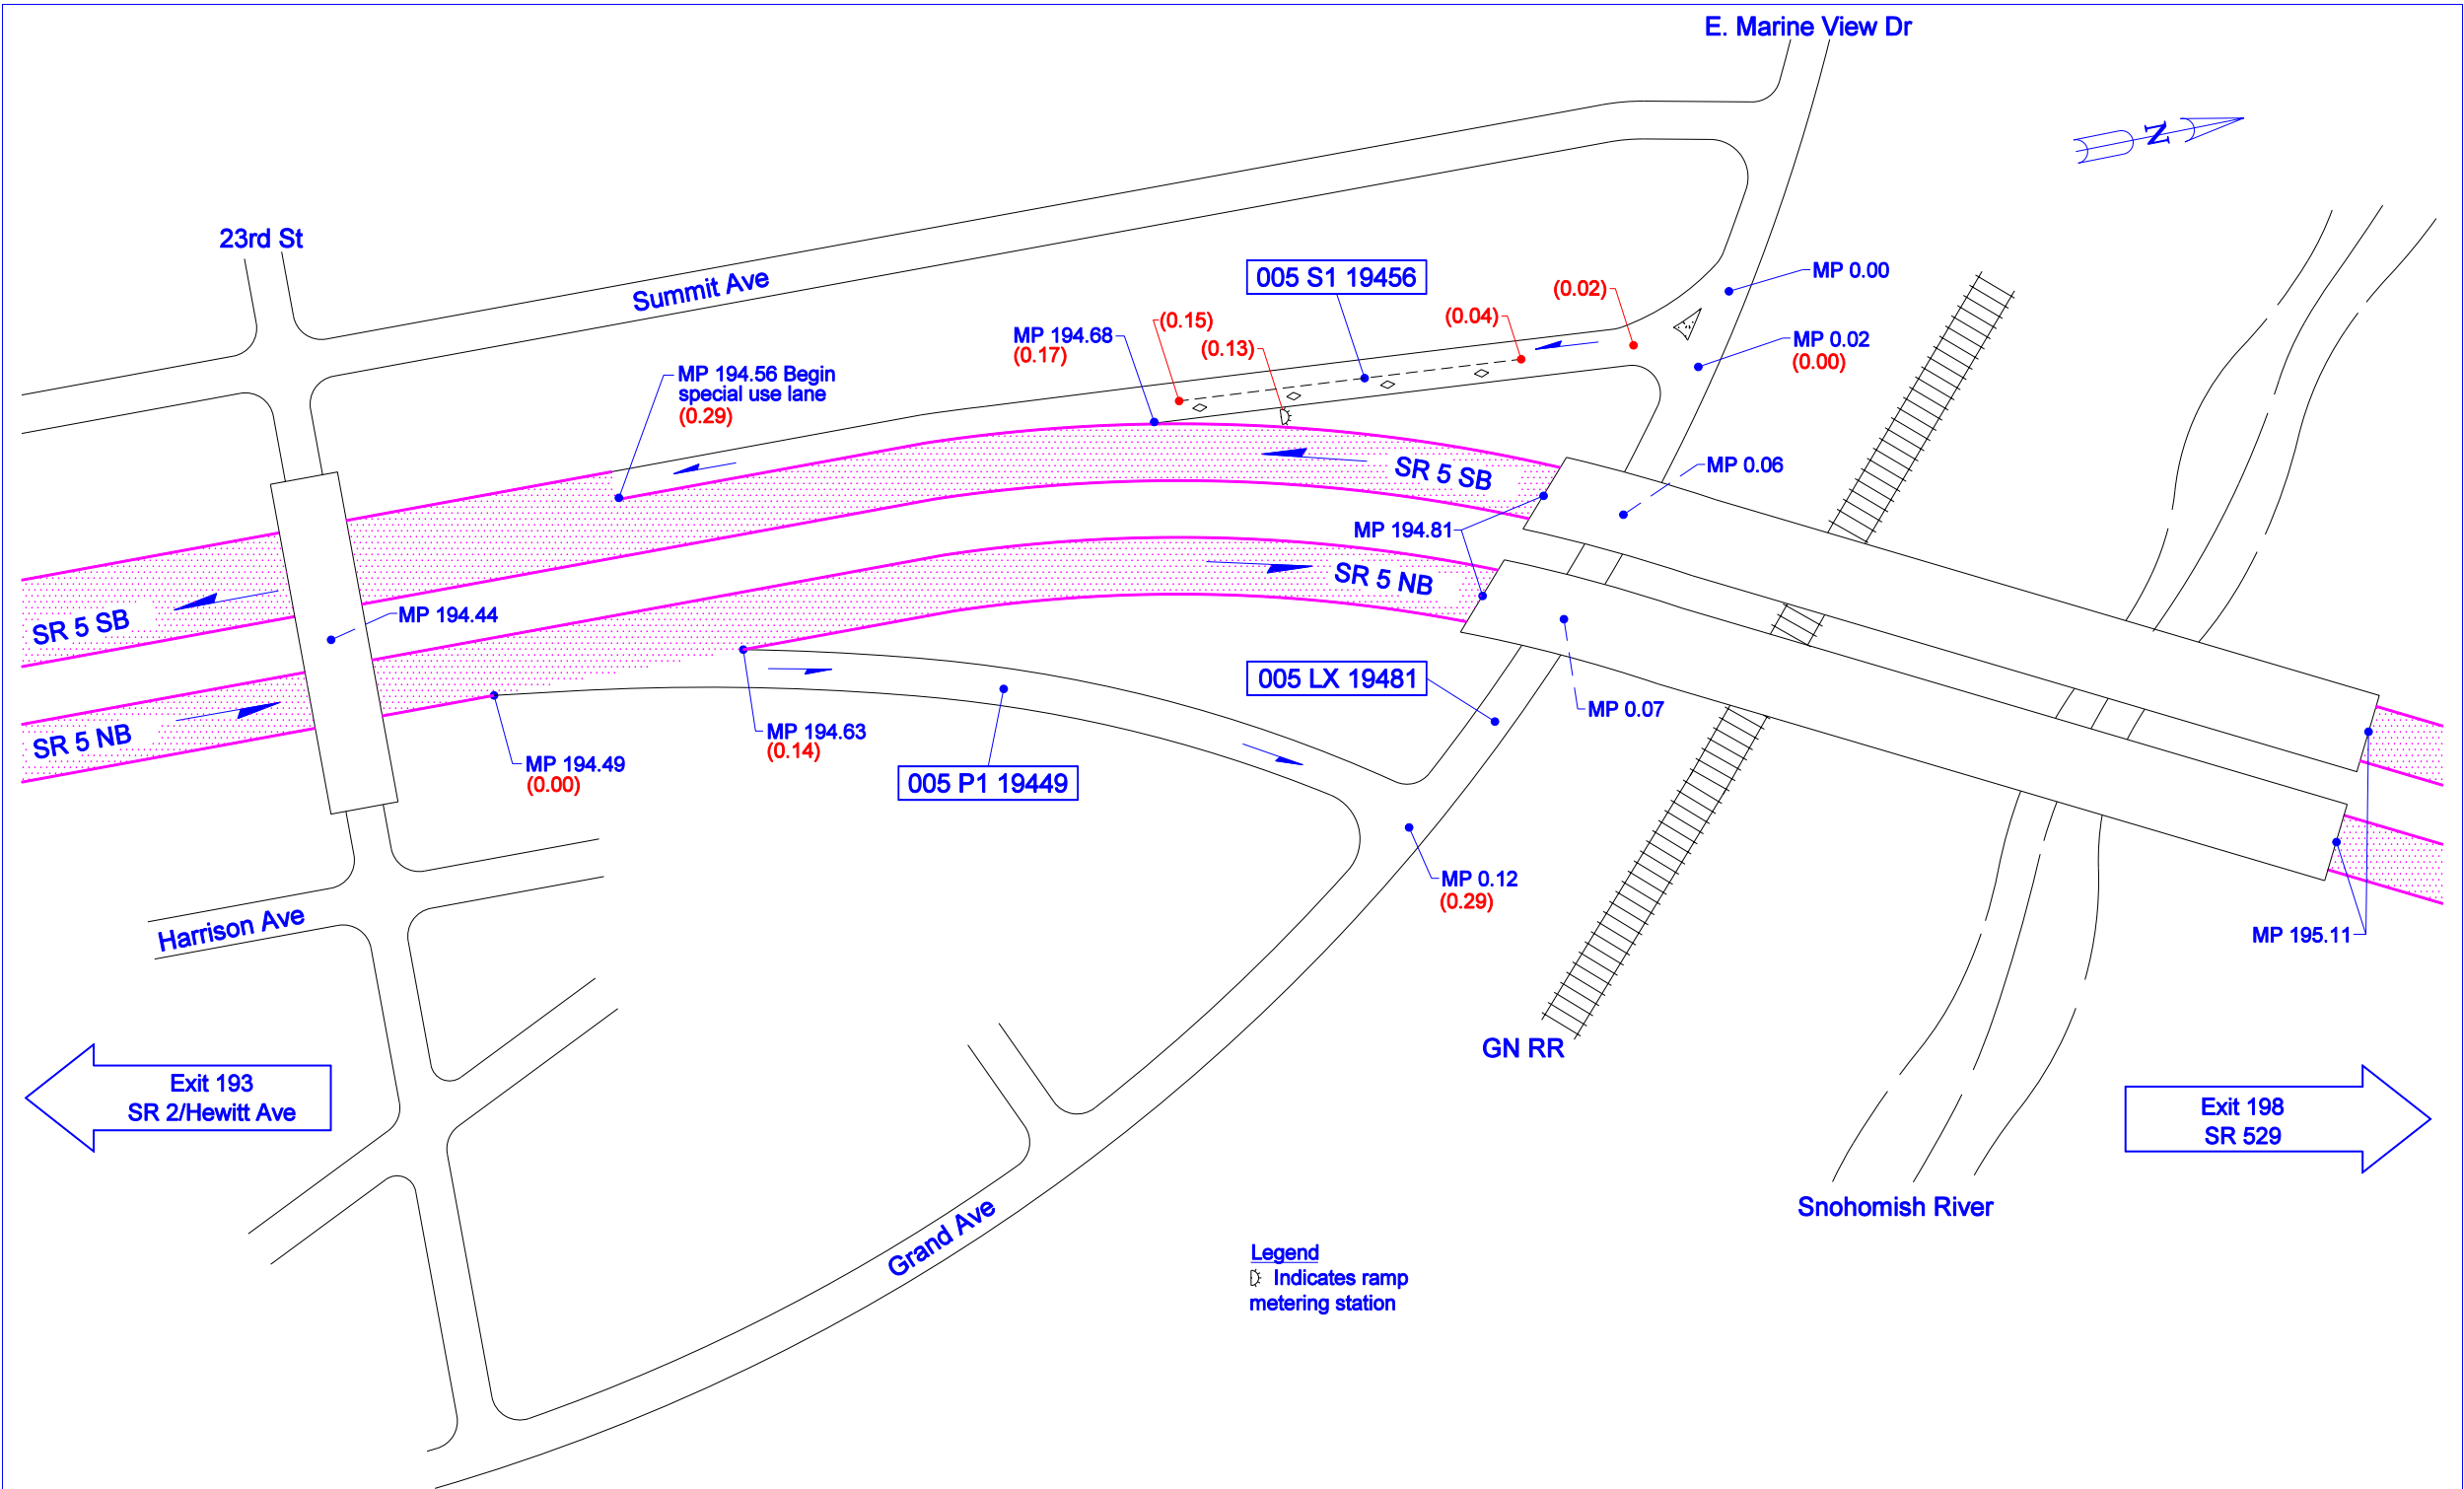 E. Marine View Dr
N
23rd St
Summit Ave
005 S1 19456
(0.02)
MP 0.00
(0.15)
(0.04)
MP 194.68
(0.17)
(0.13)
MP 0.02
(0.00)
MP 194.56 Begin
special use lane
(0.29)
SR 5 SB
MP 0.06
MP 194.81
SR 5 NB
MP 194.44
SR 5 SB
005 LX 19481
MP 0.07
SR 5 NB
MP 194.63
(0.14)
MP 194.49
(0.00)
005 P1 19449
MP 0.12
(0.29)
Harrison Ave
MP 195.11
GN RR
Exit 193
SR 2/Hewitt Ave
Exit 198
SR 529
Snohomish River
Grand Ave
Legend
Indicates ramp
metering station